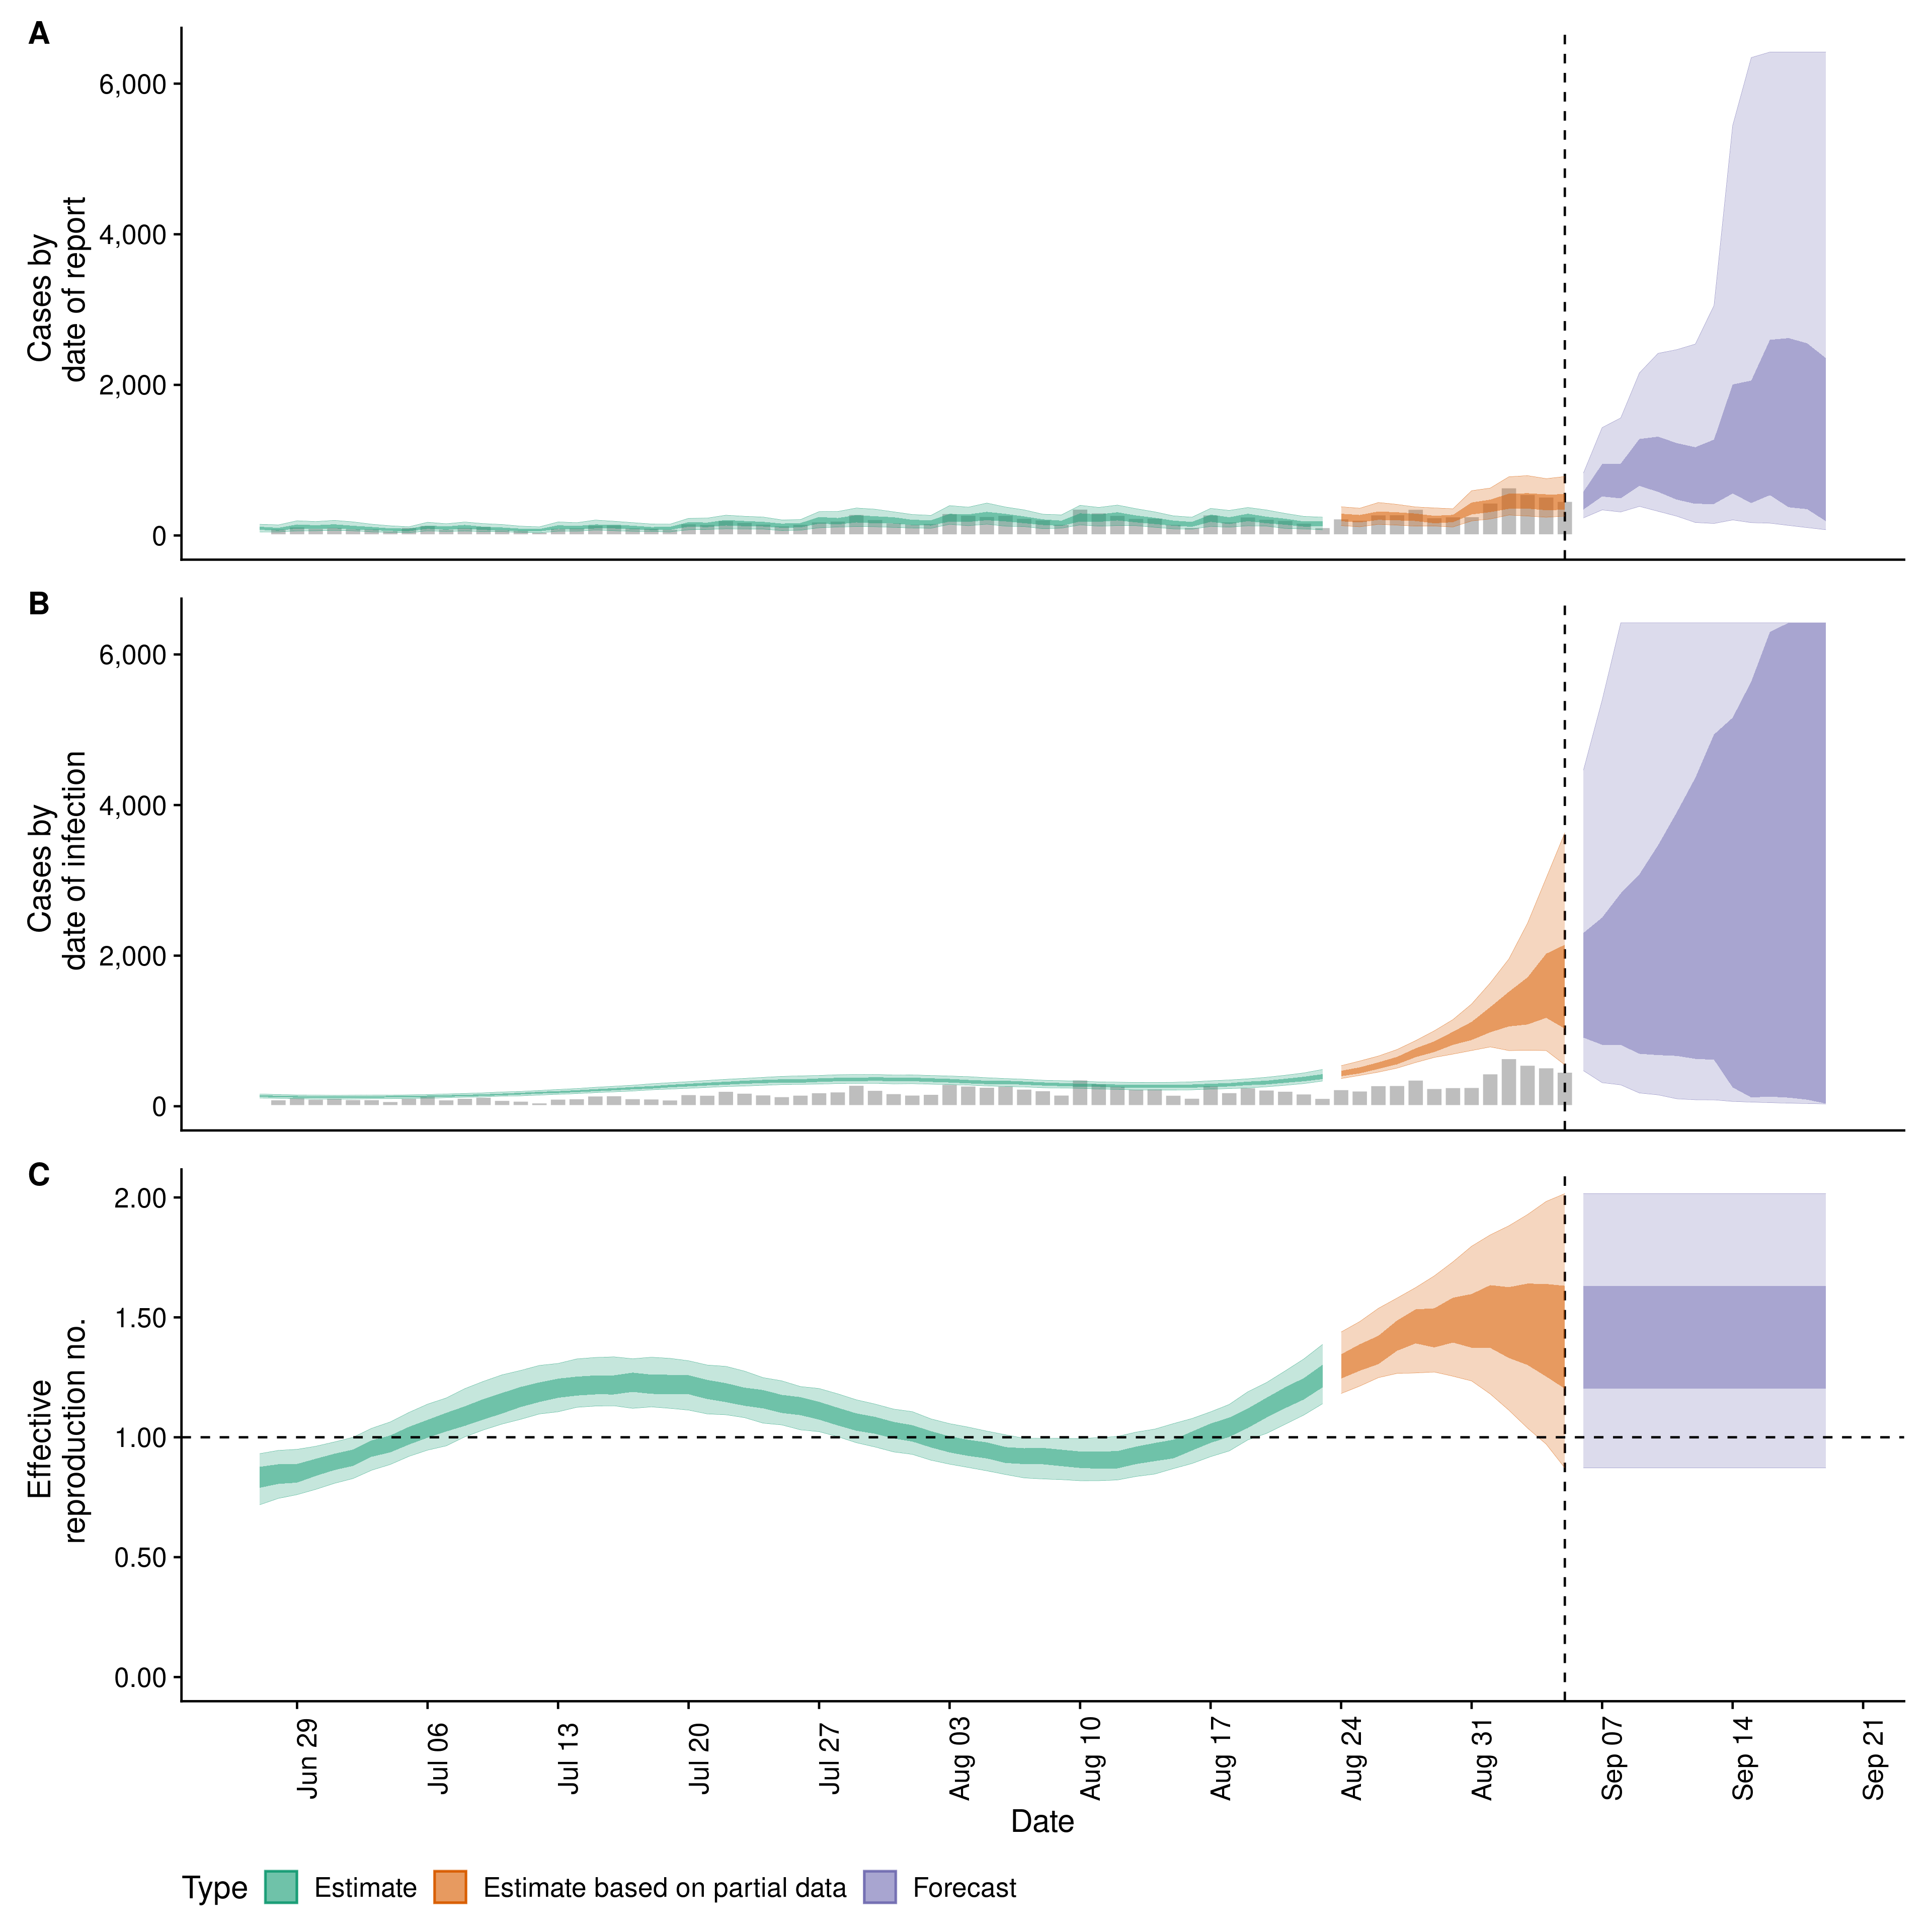 A
Cases by
date of report
6,000
4,000
2,000
0
B
Cases by
date of infection
6,000
4,000
2,000
0
C
Effective
reproduction no.
2.00
1.50
1.00
0.50
0.00
Jun 29
Jul 06
Jul 13
Jul 20
Jul 27
Aug 03
Aug 10
Aug 17
Aug 24
Aug 31
Sep 07
Sep 14
Sep 21
Date
Type Estimate Estimate based on partial data Forecast